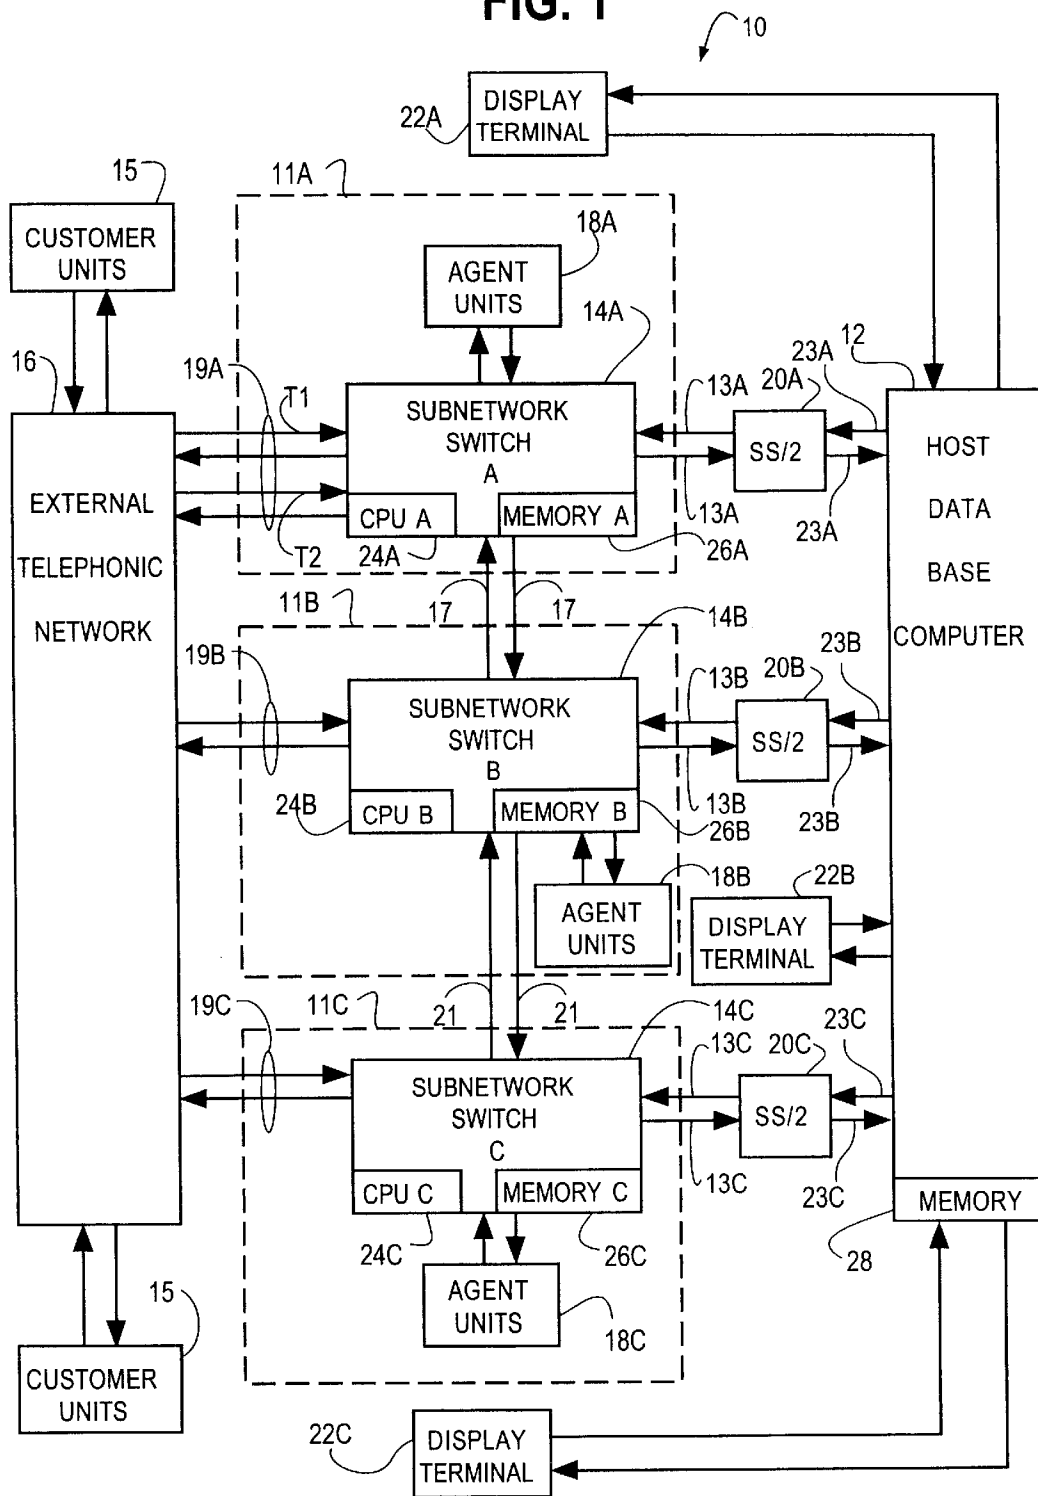 FIG. 1
10
DISPLAY
TERMINAL
22A
15
11A
CUSTOMER
UNITS
18A
AGENT
UNITS
14A
16
19A
T1
SUBNETWORK
SWITCH
A
13A
20A
23A
12
SS/2
HOST
DATA
BASE
COMPUTER
EXTERNAL
TELEPHONIC
NETWORK
CPU A
MEMORY A
13A
23A
T2
24A
26A
11B
17
17
14B
19B
SUBNETWORK
SWITCH
B
13B
20B
23B
SS/2
24B
CPU B
MEMORY B
13B
26B
23B
18B
22B
AGENT
UNITS
DISPLAY
TERMINAL
19C
11C
21
21
14C
SUBNETWORK
SWITCH
C
13C
20C
23C
SS/2
CPU C
MEMORY C
13C
23C
MEMORY
24C
26C
28
AGENT
UNITS
18C
15
CUSTOMER
UNITS
22C
DISPLAY
TERMINAL